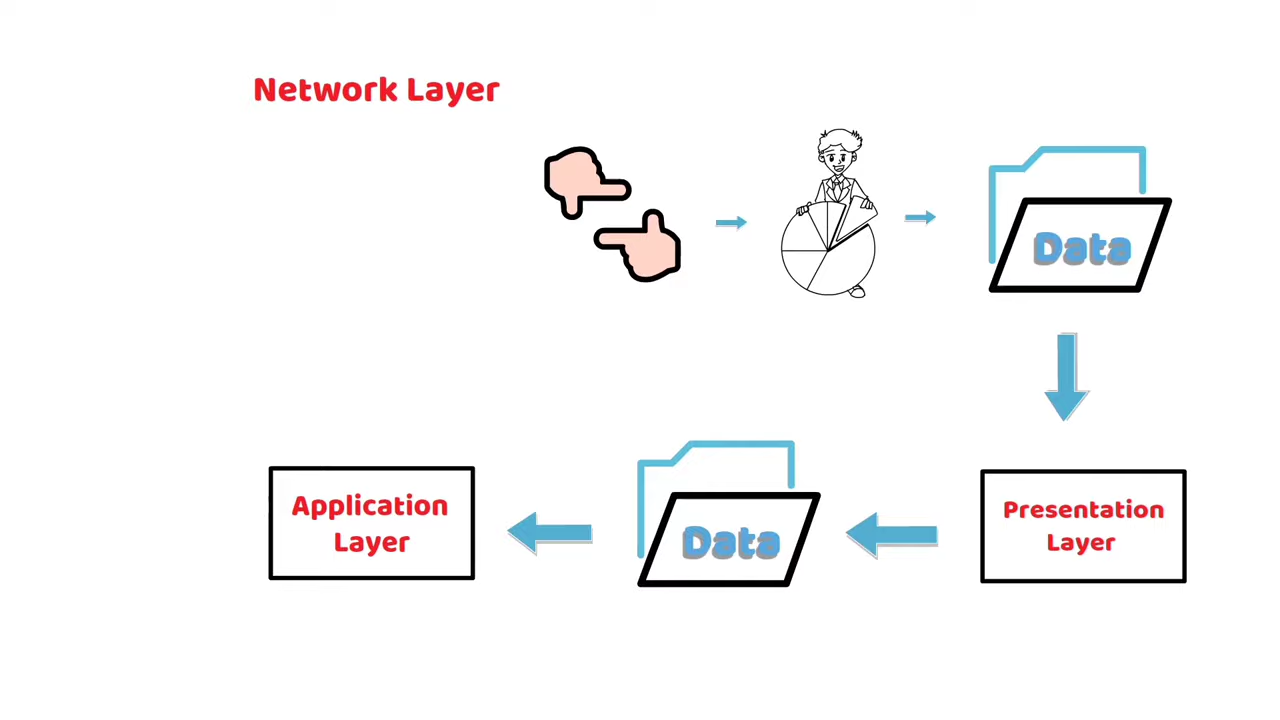 Network Layer
Data
Application
Layer
Data
Presentation
Layer